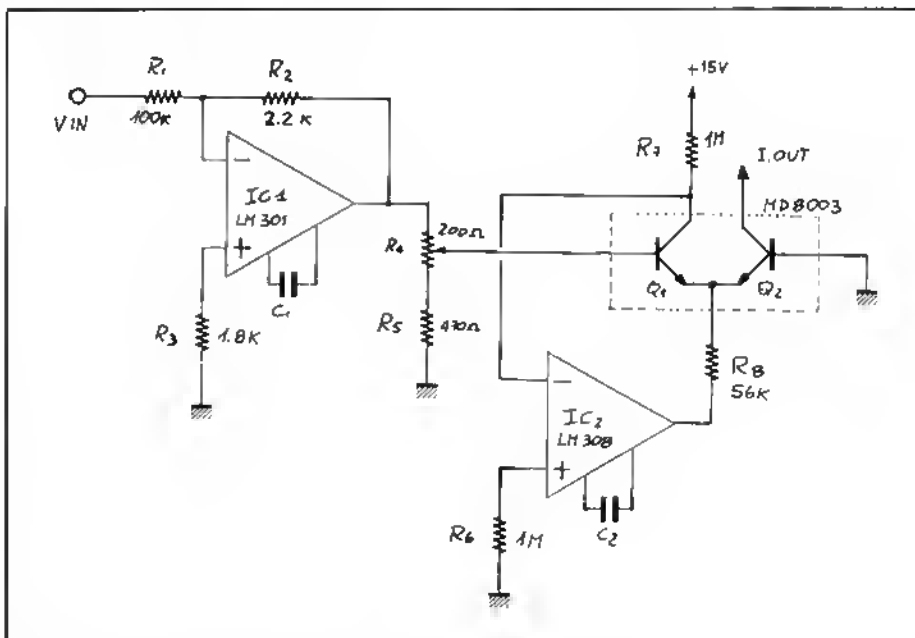 R1
R2
100K
2.2 K
VIN
IC1
LM 301
C1
R3
1.8K
R4
200Ω
R5
470Ω
+15V
R7
1M
I, OUT
MD8003
Q1
Q2
R8
56K
IC2
LM 308
C2
R6
1M